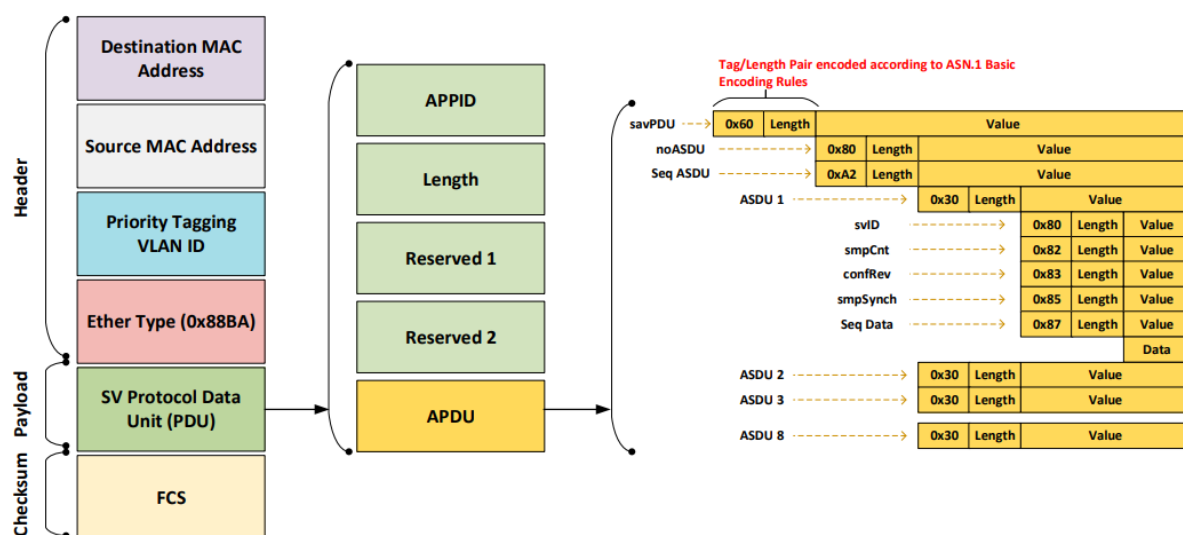 Header
Destination MAC
Address
Source MAC Address
Priority Tagging
VLAN ID
Ether Type (0x88BA)
Payload
SV Protocol Data
Unit (PDU)
Checksum
FCS
APPID
Length
Reserved 1
Reserved 2
APDU
Tag/Length Pair encoded according to ASN.1 Basic
Encoding Rules
savPDU 0x60 Length Value
noASDU 0x80 Length Value
Seq ASDU 0xA2 Length Value
ASDU 1 0x30 Length Value
svID 0x80 Length Value
smpCnt 0x82 Length Value
confRev 0x83 Length Value
smpSynch 0x85 Length Value
Seq Data 0x87 Length Value
Data
ASDU 2 0x30 Length Value
ASDU 3 0x30 Length Value
ASDU 8 0x30 Length Value